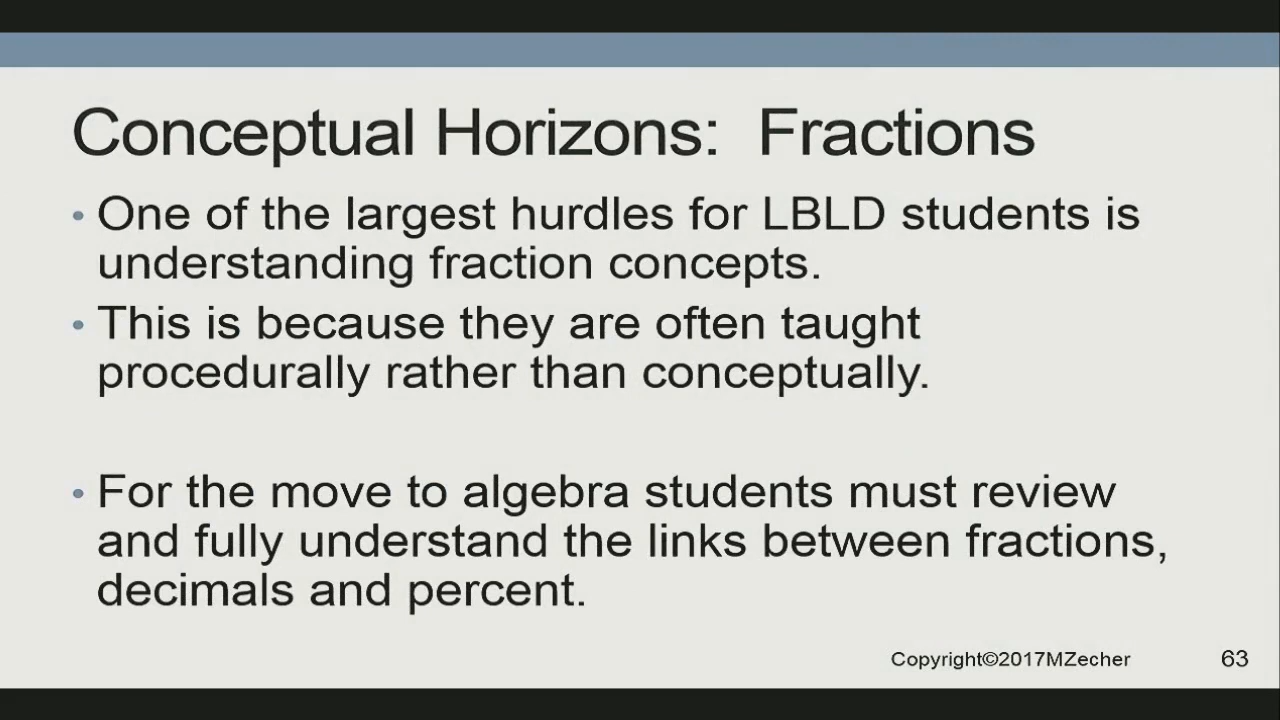 Conceptual Horizons: Fractions
• One of the largest hurdles for LBLD students is
understanding fraction concepts.
• This is because they are often taught
procedurally rather than conceptually.
• For the move to algebra students must review
and fully understand the links between fractions,
decimals and percent.
Copyright©2017MZecher 63